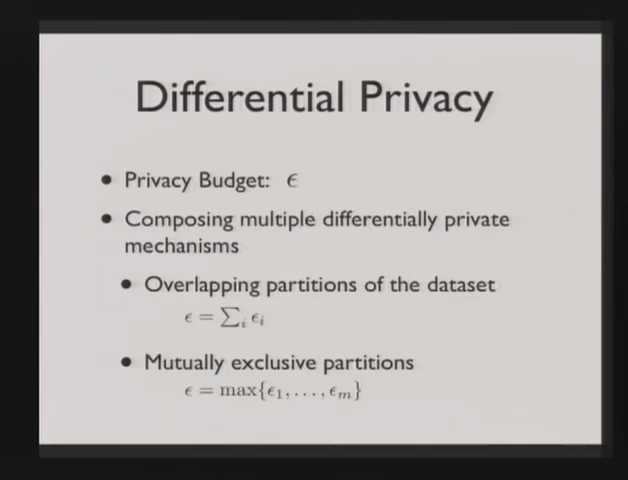 Differential Privacy
• Privacy Budget: ϵ
• Composing multiple differentially private
mechanisms
• Overlapping partitions of the dataset
ϵ = ∑ᵢ ϵᵢ
• Mutually exclusive partitions
ϵ = max{ϵ₁, . . . , ϵₘ}